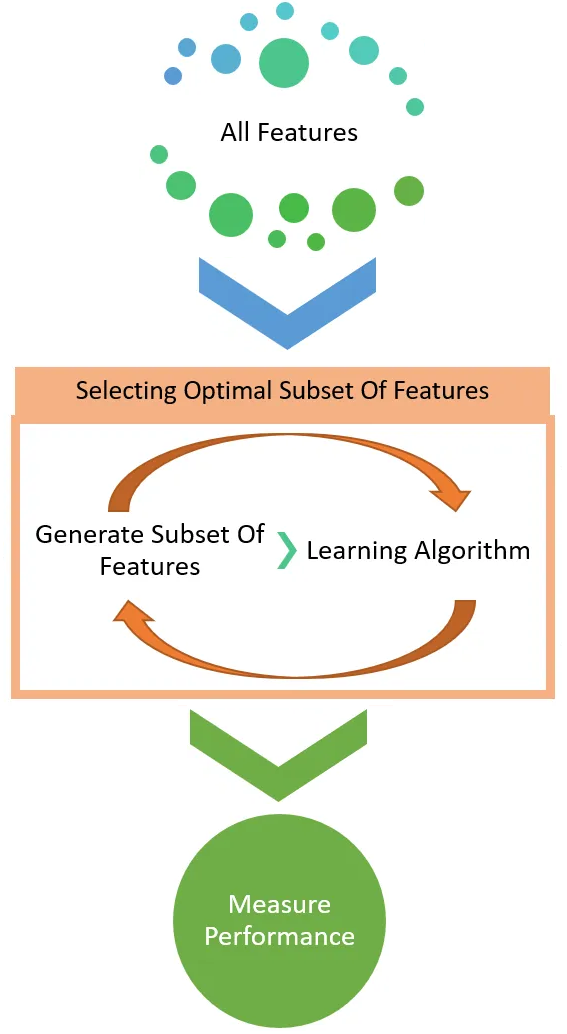 All Features
Selecting Optimal Subset Of Features
Generate Subset Of
Features
Learning Algorithm
Measure
Performance